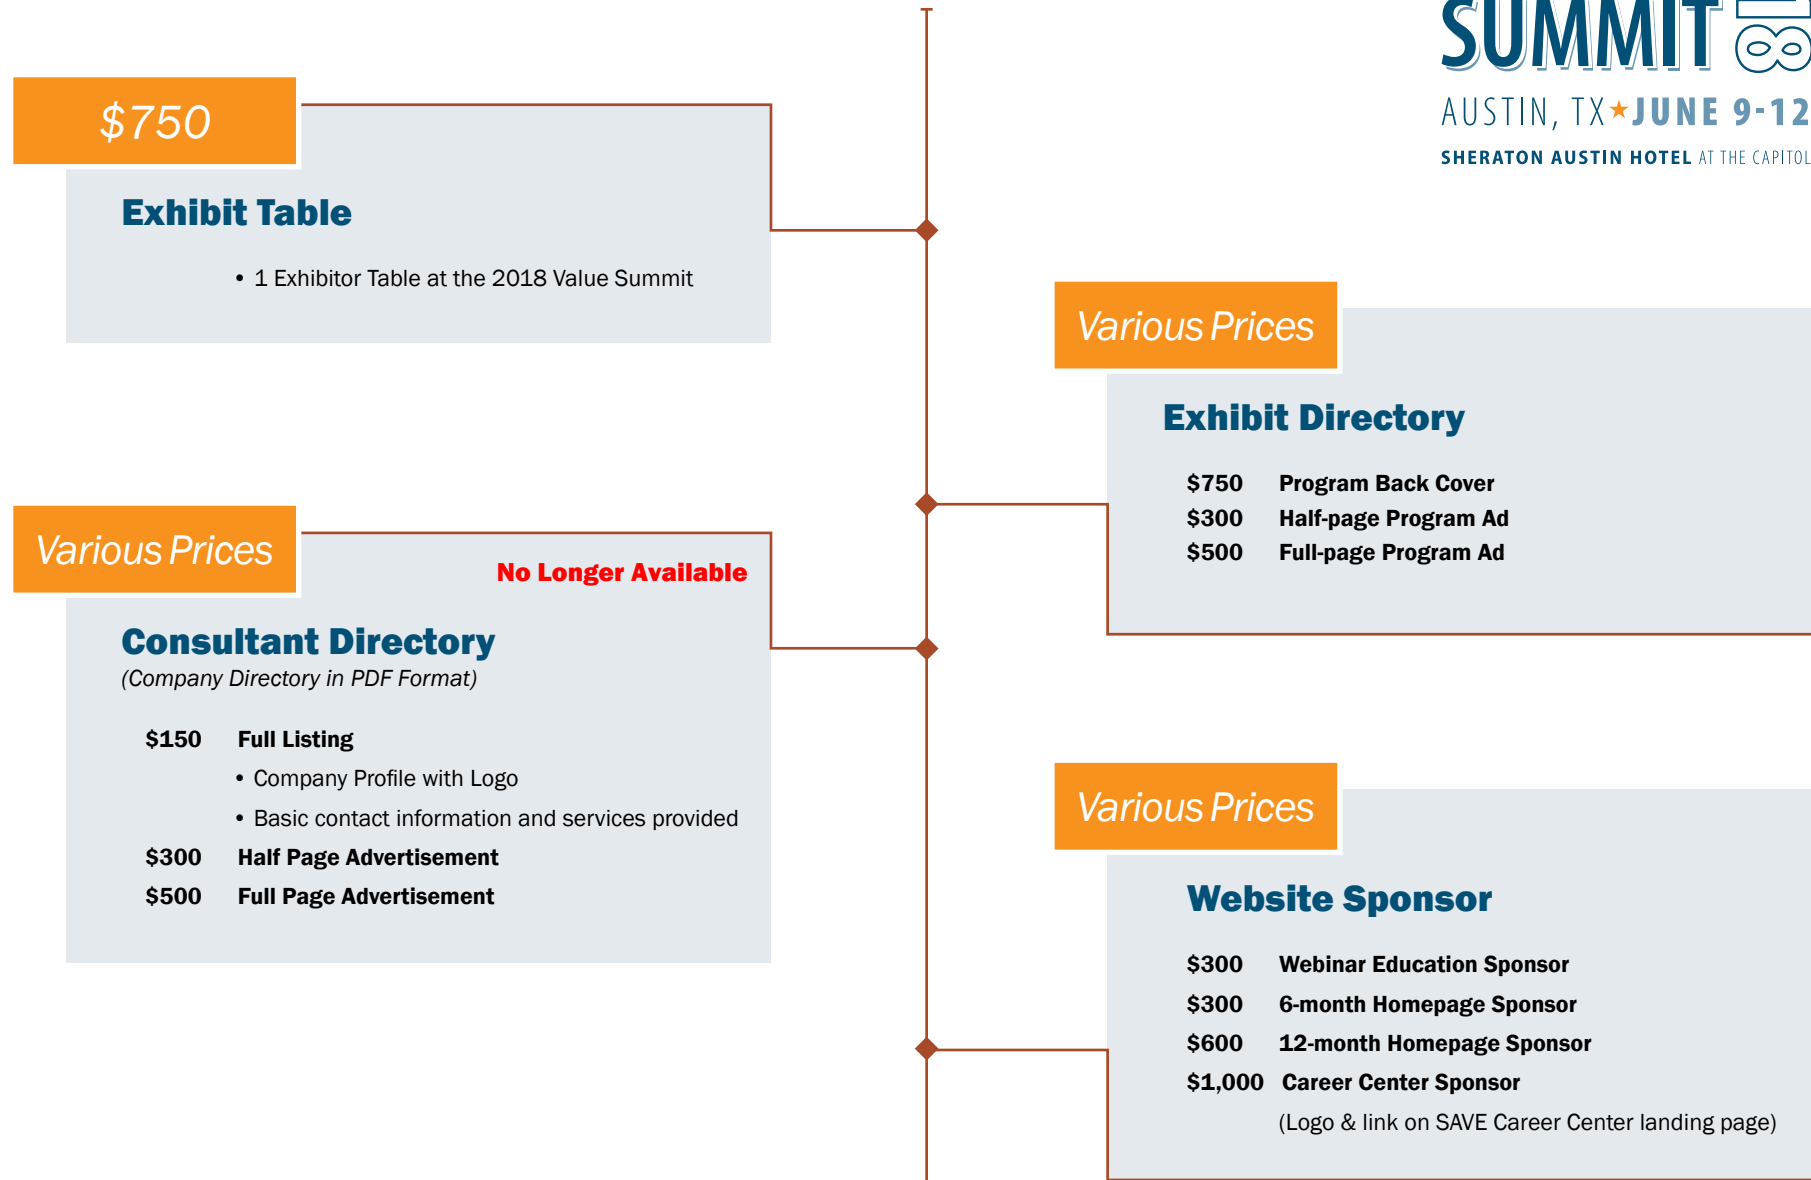 SUMMIT 18
AUSTIN, TX★JUNE 9-12
SHERATON AUSTIN HOTEL AT THE CAPITOL
$750
Exhibit Table
• 1 Exhibitor Table at the 2018 Value Summit
Various Prices
Exhibit Directory
$750 Program Back Cover
$300 Half-page Program Ad
$500 Full-page Program Ad
Various Prices
No Longer Available
Consultant Directory
(Company Directory in PDF Format)
$150 Full Listing
• Company Profile with Logo
• Basic contact information and services provided
$300 Half Page Advertisement
$500 Full Page Advertisement
Various Prices
Website Sponsor
$300 Webinar Education Sponsor
$300 6-month Homepage Sponsor
$600 12-month Homepage Sponsor
$1,000 Career Center Sponsor
(Logo & link on SAVE Career Center landing page)